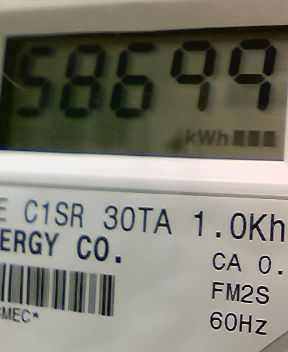 58699
kWh
E C1SR 30TA 1.0Kh
ERGY CO.
CA 0.
FM2S
MEC*
60Hz